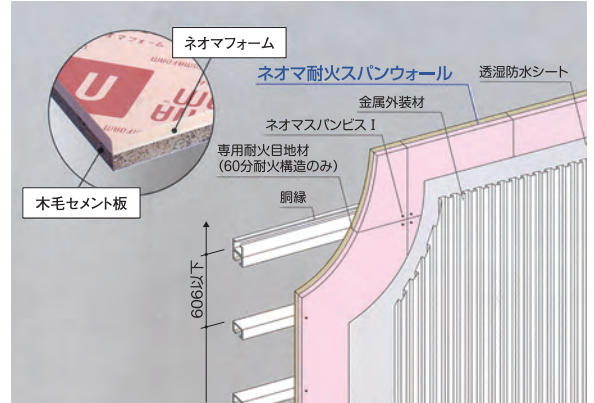 ネオマフォーム
ネオマ耐火スパンウォール
透湿防水シート
金属外装材
ネオマスパンビスⅠ
専用耐火目地材
(60分耐火構造のみ)
木毛セメント板
胴縁
606以下